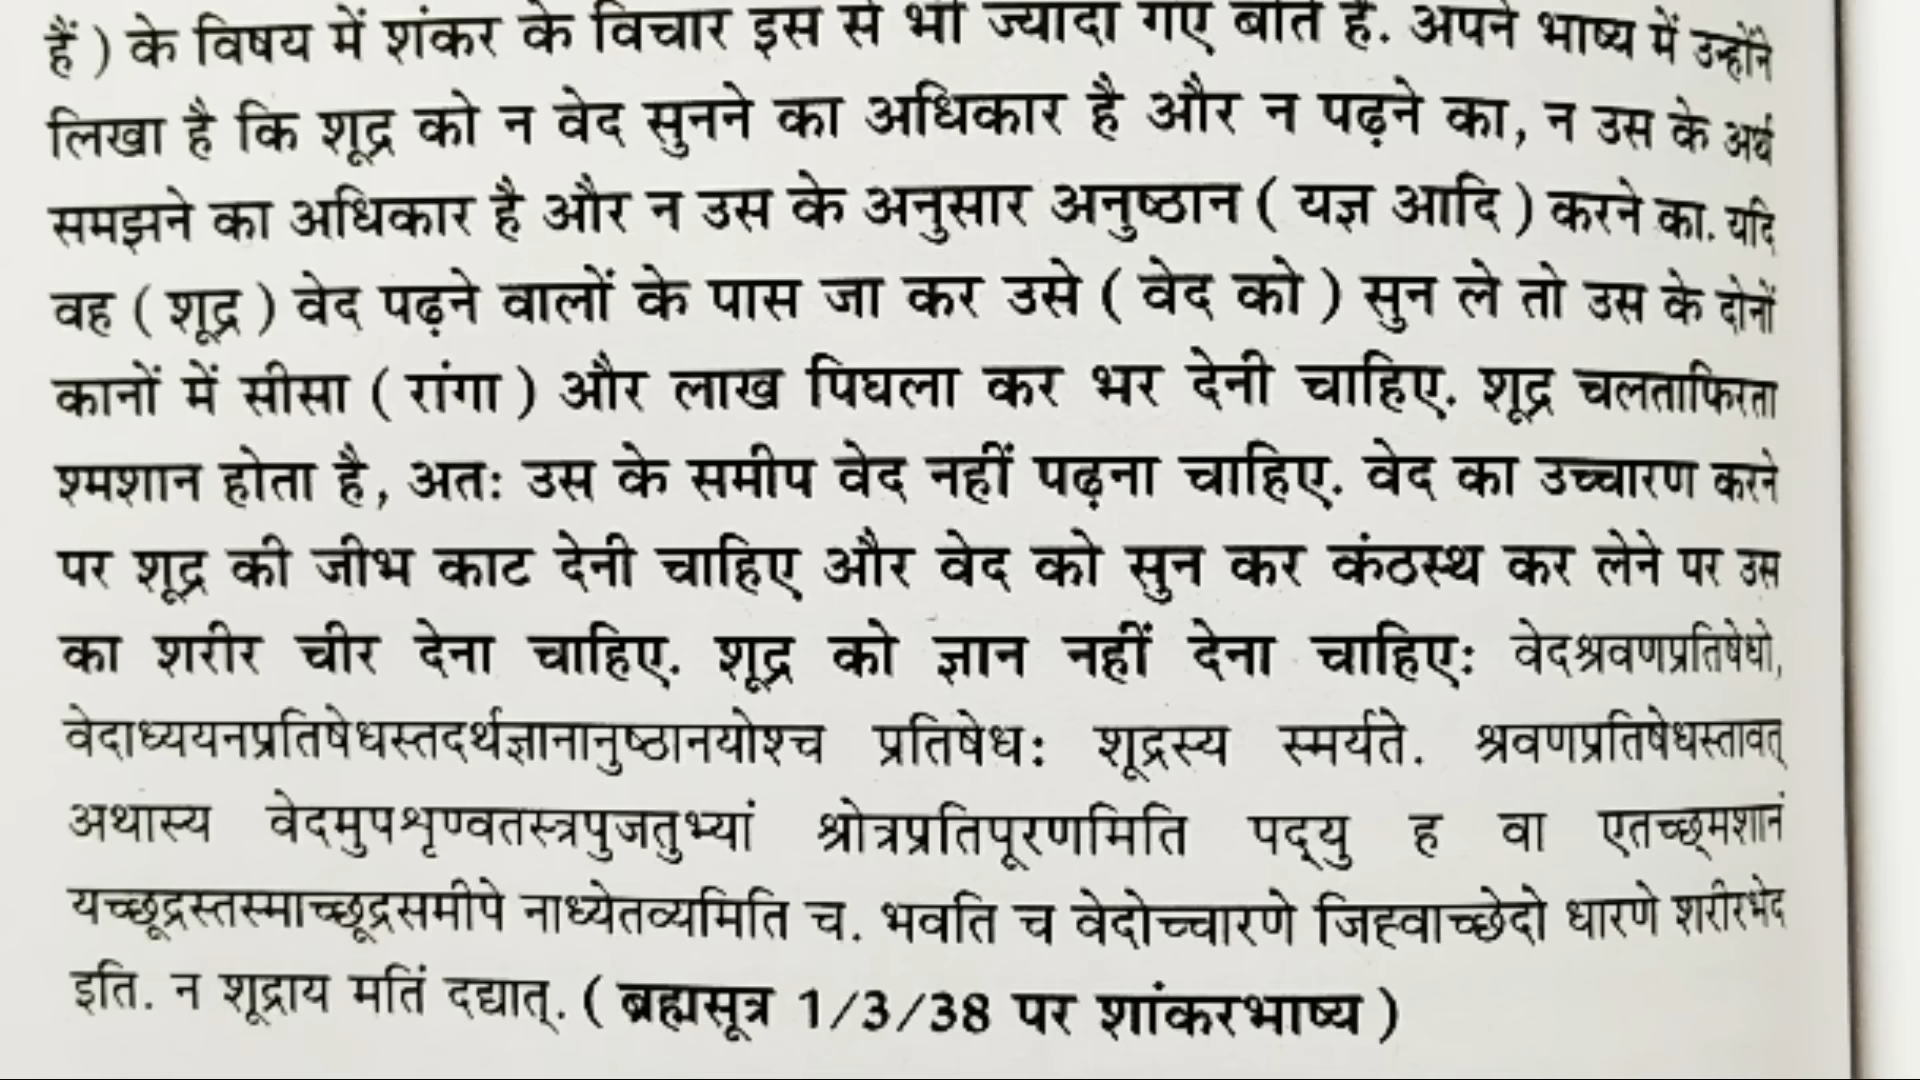 हैं ) के विषय में शंकर के विचार इस से भी ज्यादा गए बीते हैं. अपने भाष्य में उन्होंने
लिखा है कि शूद्र को न वेद सुनने का अधिकार है और न पढ़ने का, न उस के अर्थ
समझने का अधिकार है और न उस के अनुसार अनुष्ठान ( यज्ञ आदि ) करने का. यदि
वह ( शूद्र ) वेद पढ़ने वालों के पास जा कर उसे ( वेद को ) सुन ले तो उस के दोनों
कानों में सीसा ( रांगा ) और लाख पिघला कर भर देनी चाहिए. शूद्र चलताफिरता
श्मशान होता है, अतः उस के समीप वेद नहीं पढ़ना चाहिए. वेद का उच्चारण करने
पर शूद्र की जीभ काट देनी चाहिए और वेद को सुन कर कंठस्थ कर लेने पर उस
का शरीर चीर देना चाहिए. शूद्र को ज्ञान नहीं देना चाहिए: वेदश्रवणप्रतिषेधो,
वेदाध्ययनप्रतिषेधस्तदर्थज्ञानानुष्ठानयोश्च प्रतिषेध: शूद्रस्य स्मर्यते. श्रवणप्रतिषेधस्तावत्
अथास्य वेदमुपशृण्वतस्त्रपुजतुभ्यां श्रोत्रप्रतिपूरणमिति पद्यु ह वा एतच्छ्मशानं
यच्छूद्रस्तस्माच्छूद्रसमीपे नाध्येतव्यमिति च. भवति च वेदोच्चारणे जिह्वाच्छेदो धारणे शरीरभेद
इति. न शूद्राय मतिं दद्यात्. ( ब्रह्मसूत्र 1/3/38 पर शांकरभाष्य )